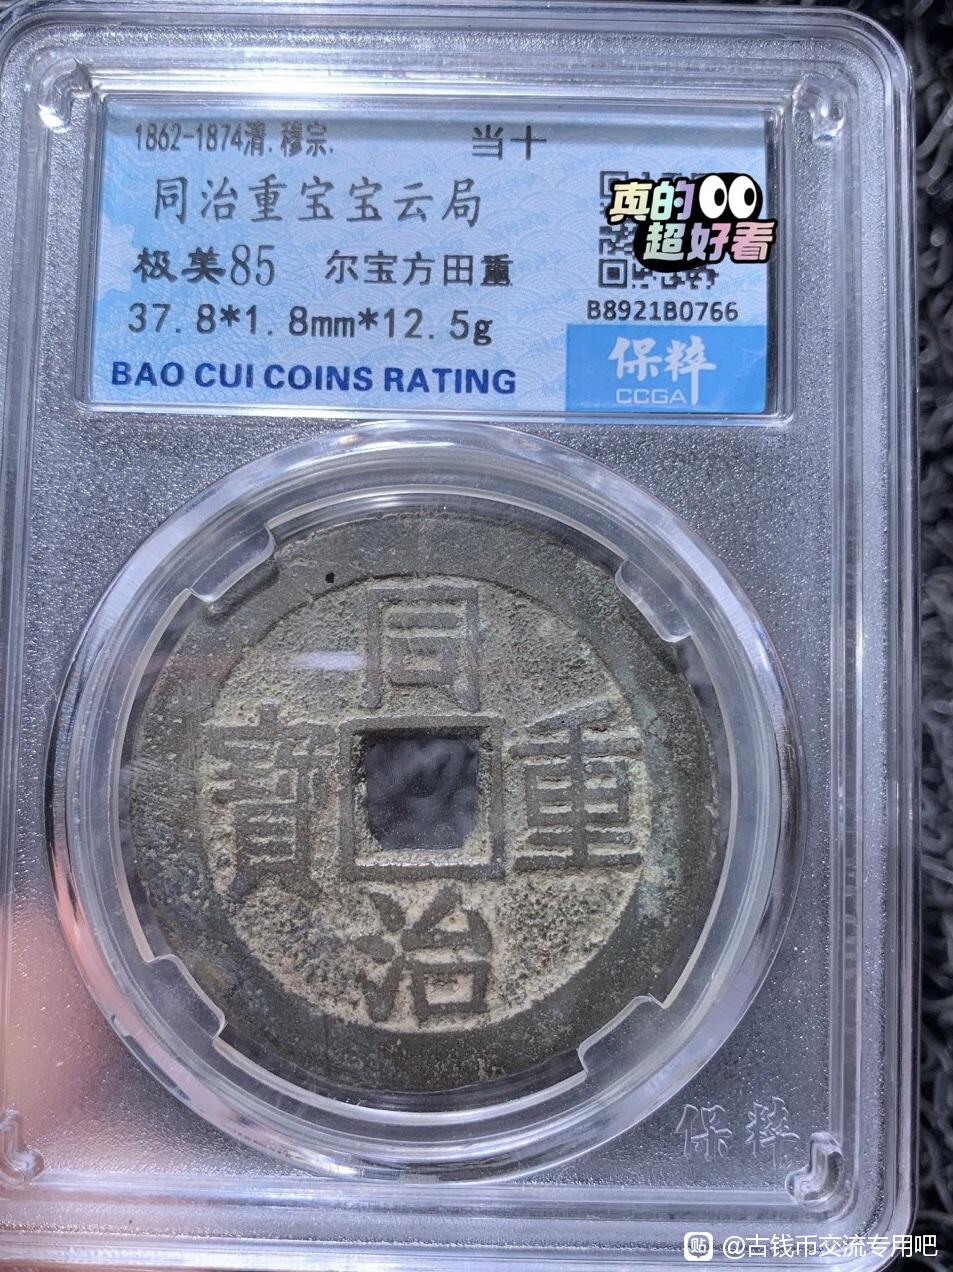 1862-1874清.穆宗.
当十
同治重宝宝云局
极美85
尔宝方田重
37.8*1.8mm*12.5g
BAO CUI COINS RATING
真的
超好看
B8921B0766
保粹
CCGA
同
寶 重
治
保粹
贴 @古钱币交流专用吧